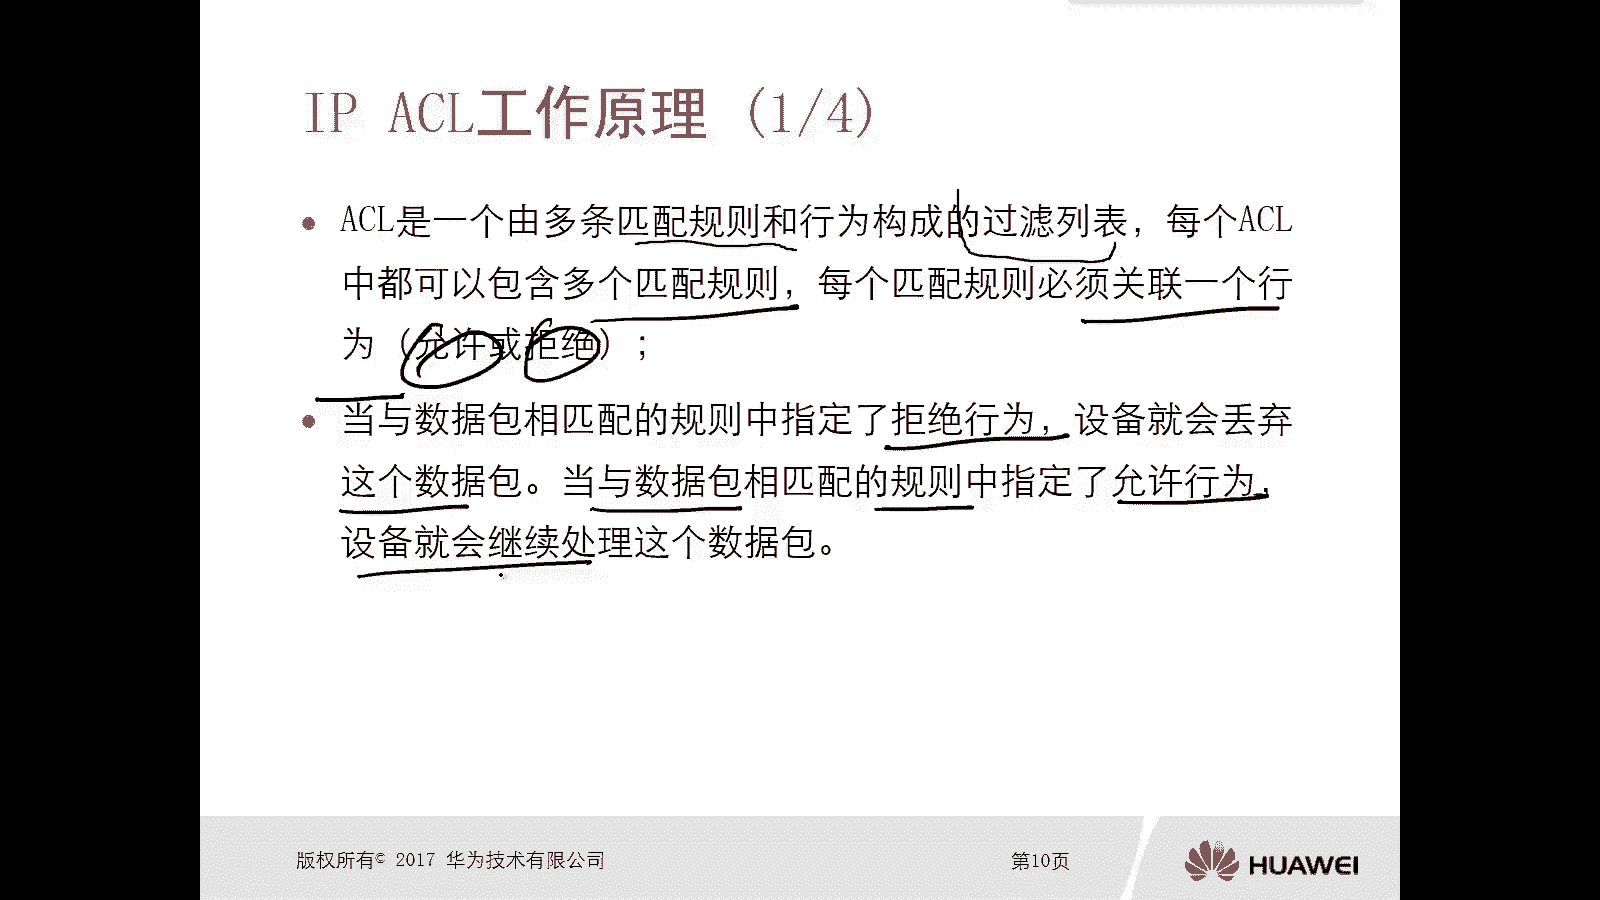 IP ACL工作原理 (1/4)
• ACL是一个由多条匹配规则和行为构成的过滤列表，每个ACL
中都可以包含多个匹配规则，每个匹配规则必须关联一个行
为（允许或拒绝）；
• 当与数据包相匹配的规则中指定了拒绝行为，设备就会丢弃
这个数据包。当与数据包相匹配的规则中指定了允许行为，
设备就会继续处理这个数据包。
版权所有© 2017 华为技术有限公司
第10页
HUAWEI